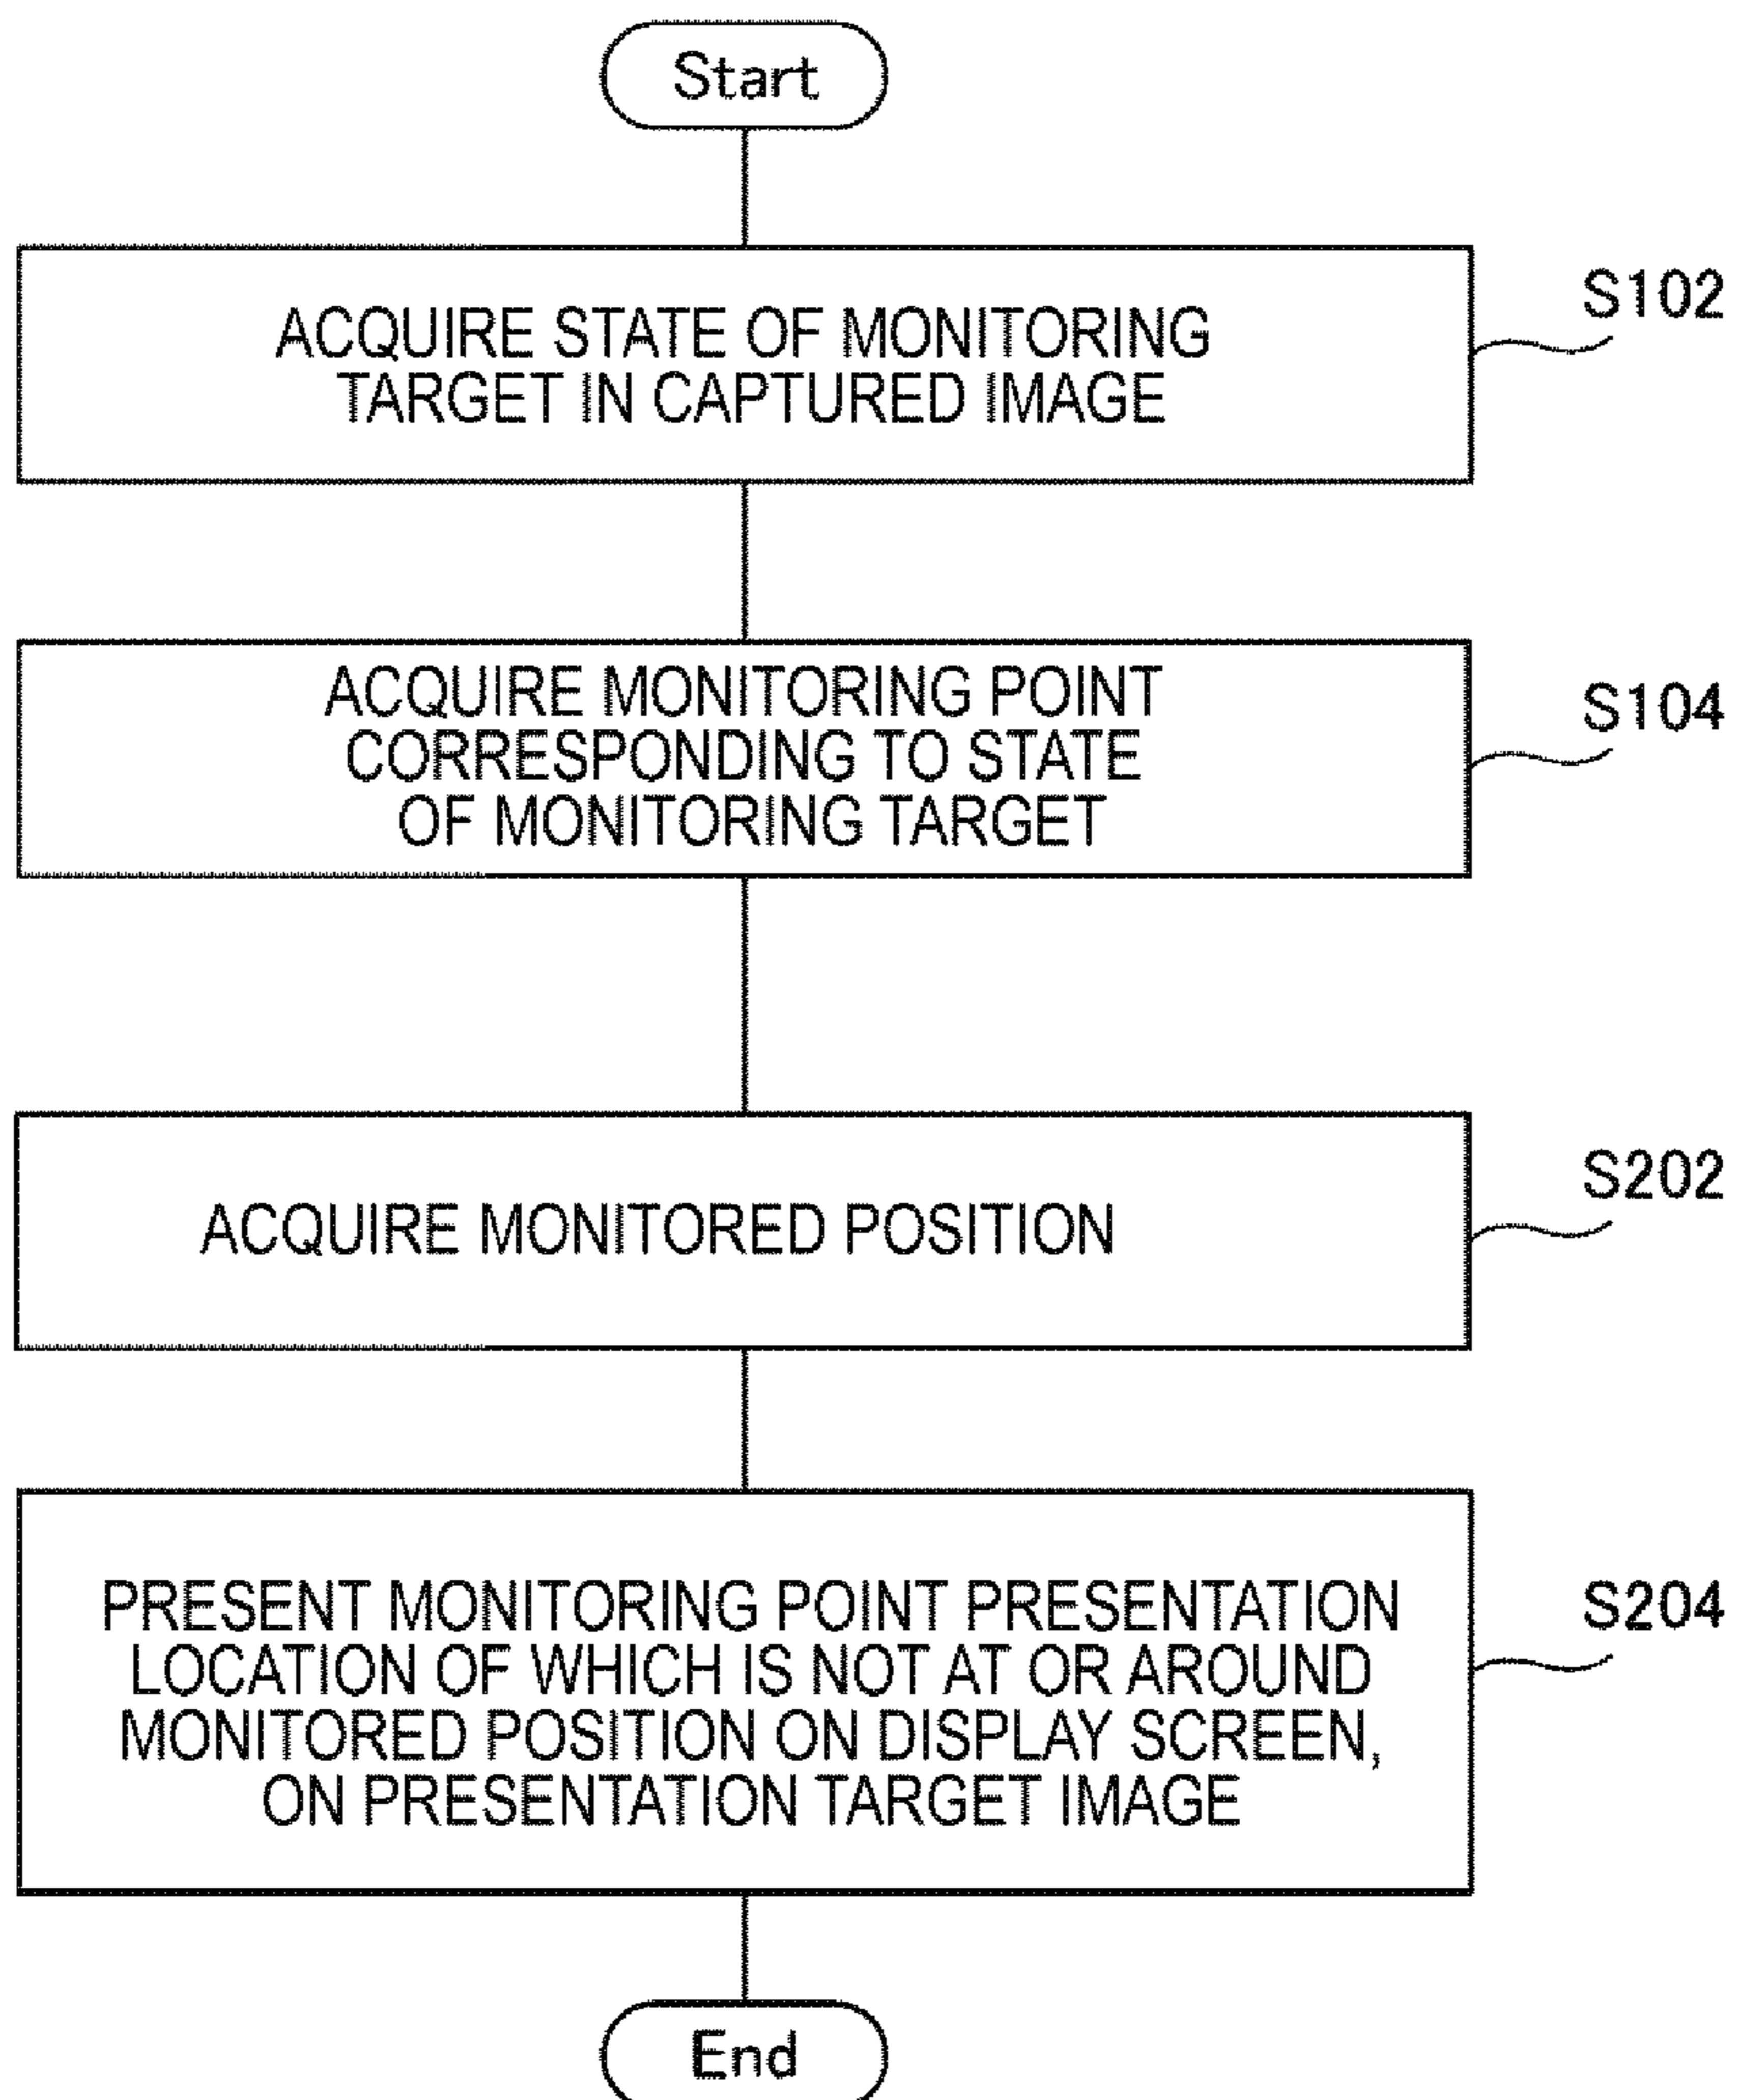 Start
ACQUIRE STATE OF MONITORING
TARGET IN CAPTURED IMAGE
S102
ACQUIRE MONITORING POINT
CORRESPONDING TO STATE
OF MONITORING TARGET
S104
ACQUIRE MONITORED POSITION
S202
PRESENT MONITORING POINT PRESENTATION
LOCATION OF WHICH IS NOT AT OR AROUND
MONITORED POSITION ON DISPLAY SCREEN,
ON PRESENTATION TARGET IMAGE
S204
End